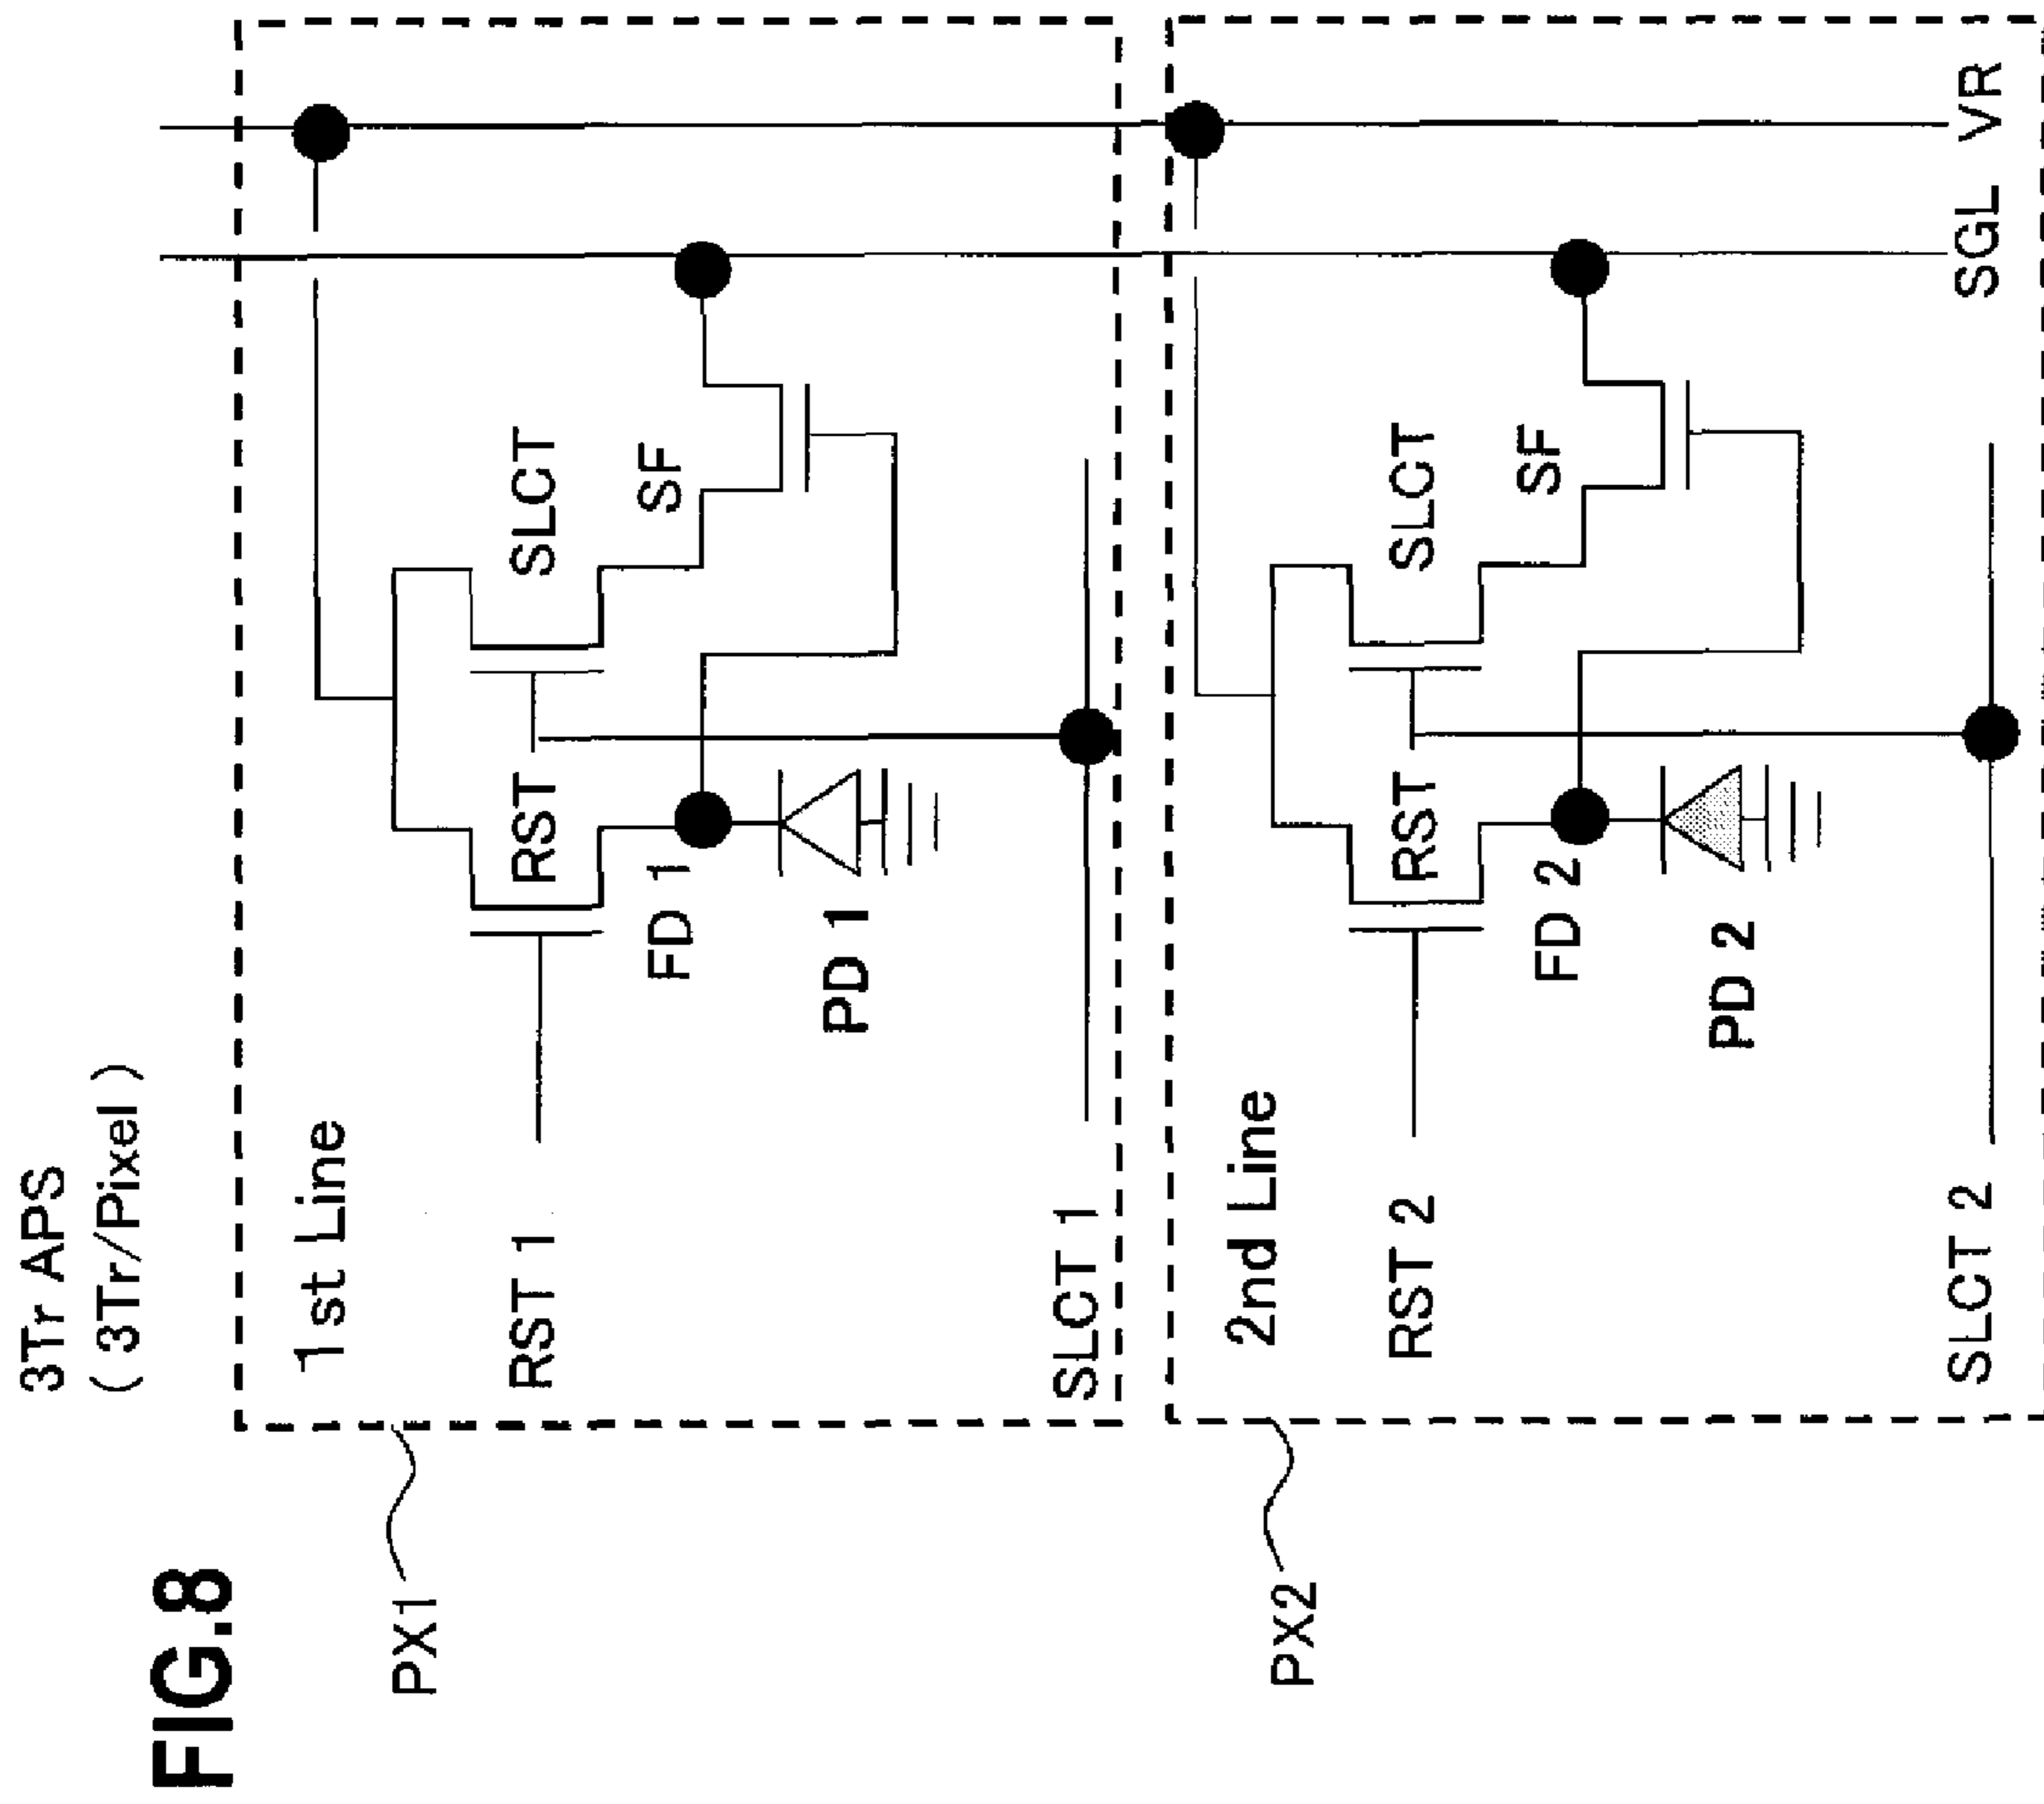 FIG.8
3Tr APS
( 3Tr/Pixel )
PX1
1st Line
RST 1
RST
SLCT
SF
FD 1
PD 1
SLCT 1
PX2
2nd Line
RST 2
RST
SLCT
SF
FD 2
PD 2
SLCT 2
SGL VR